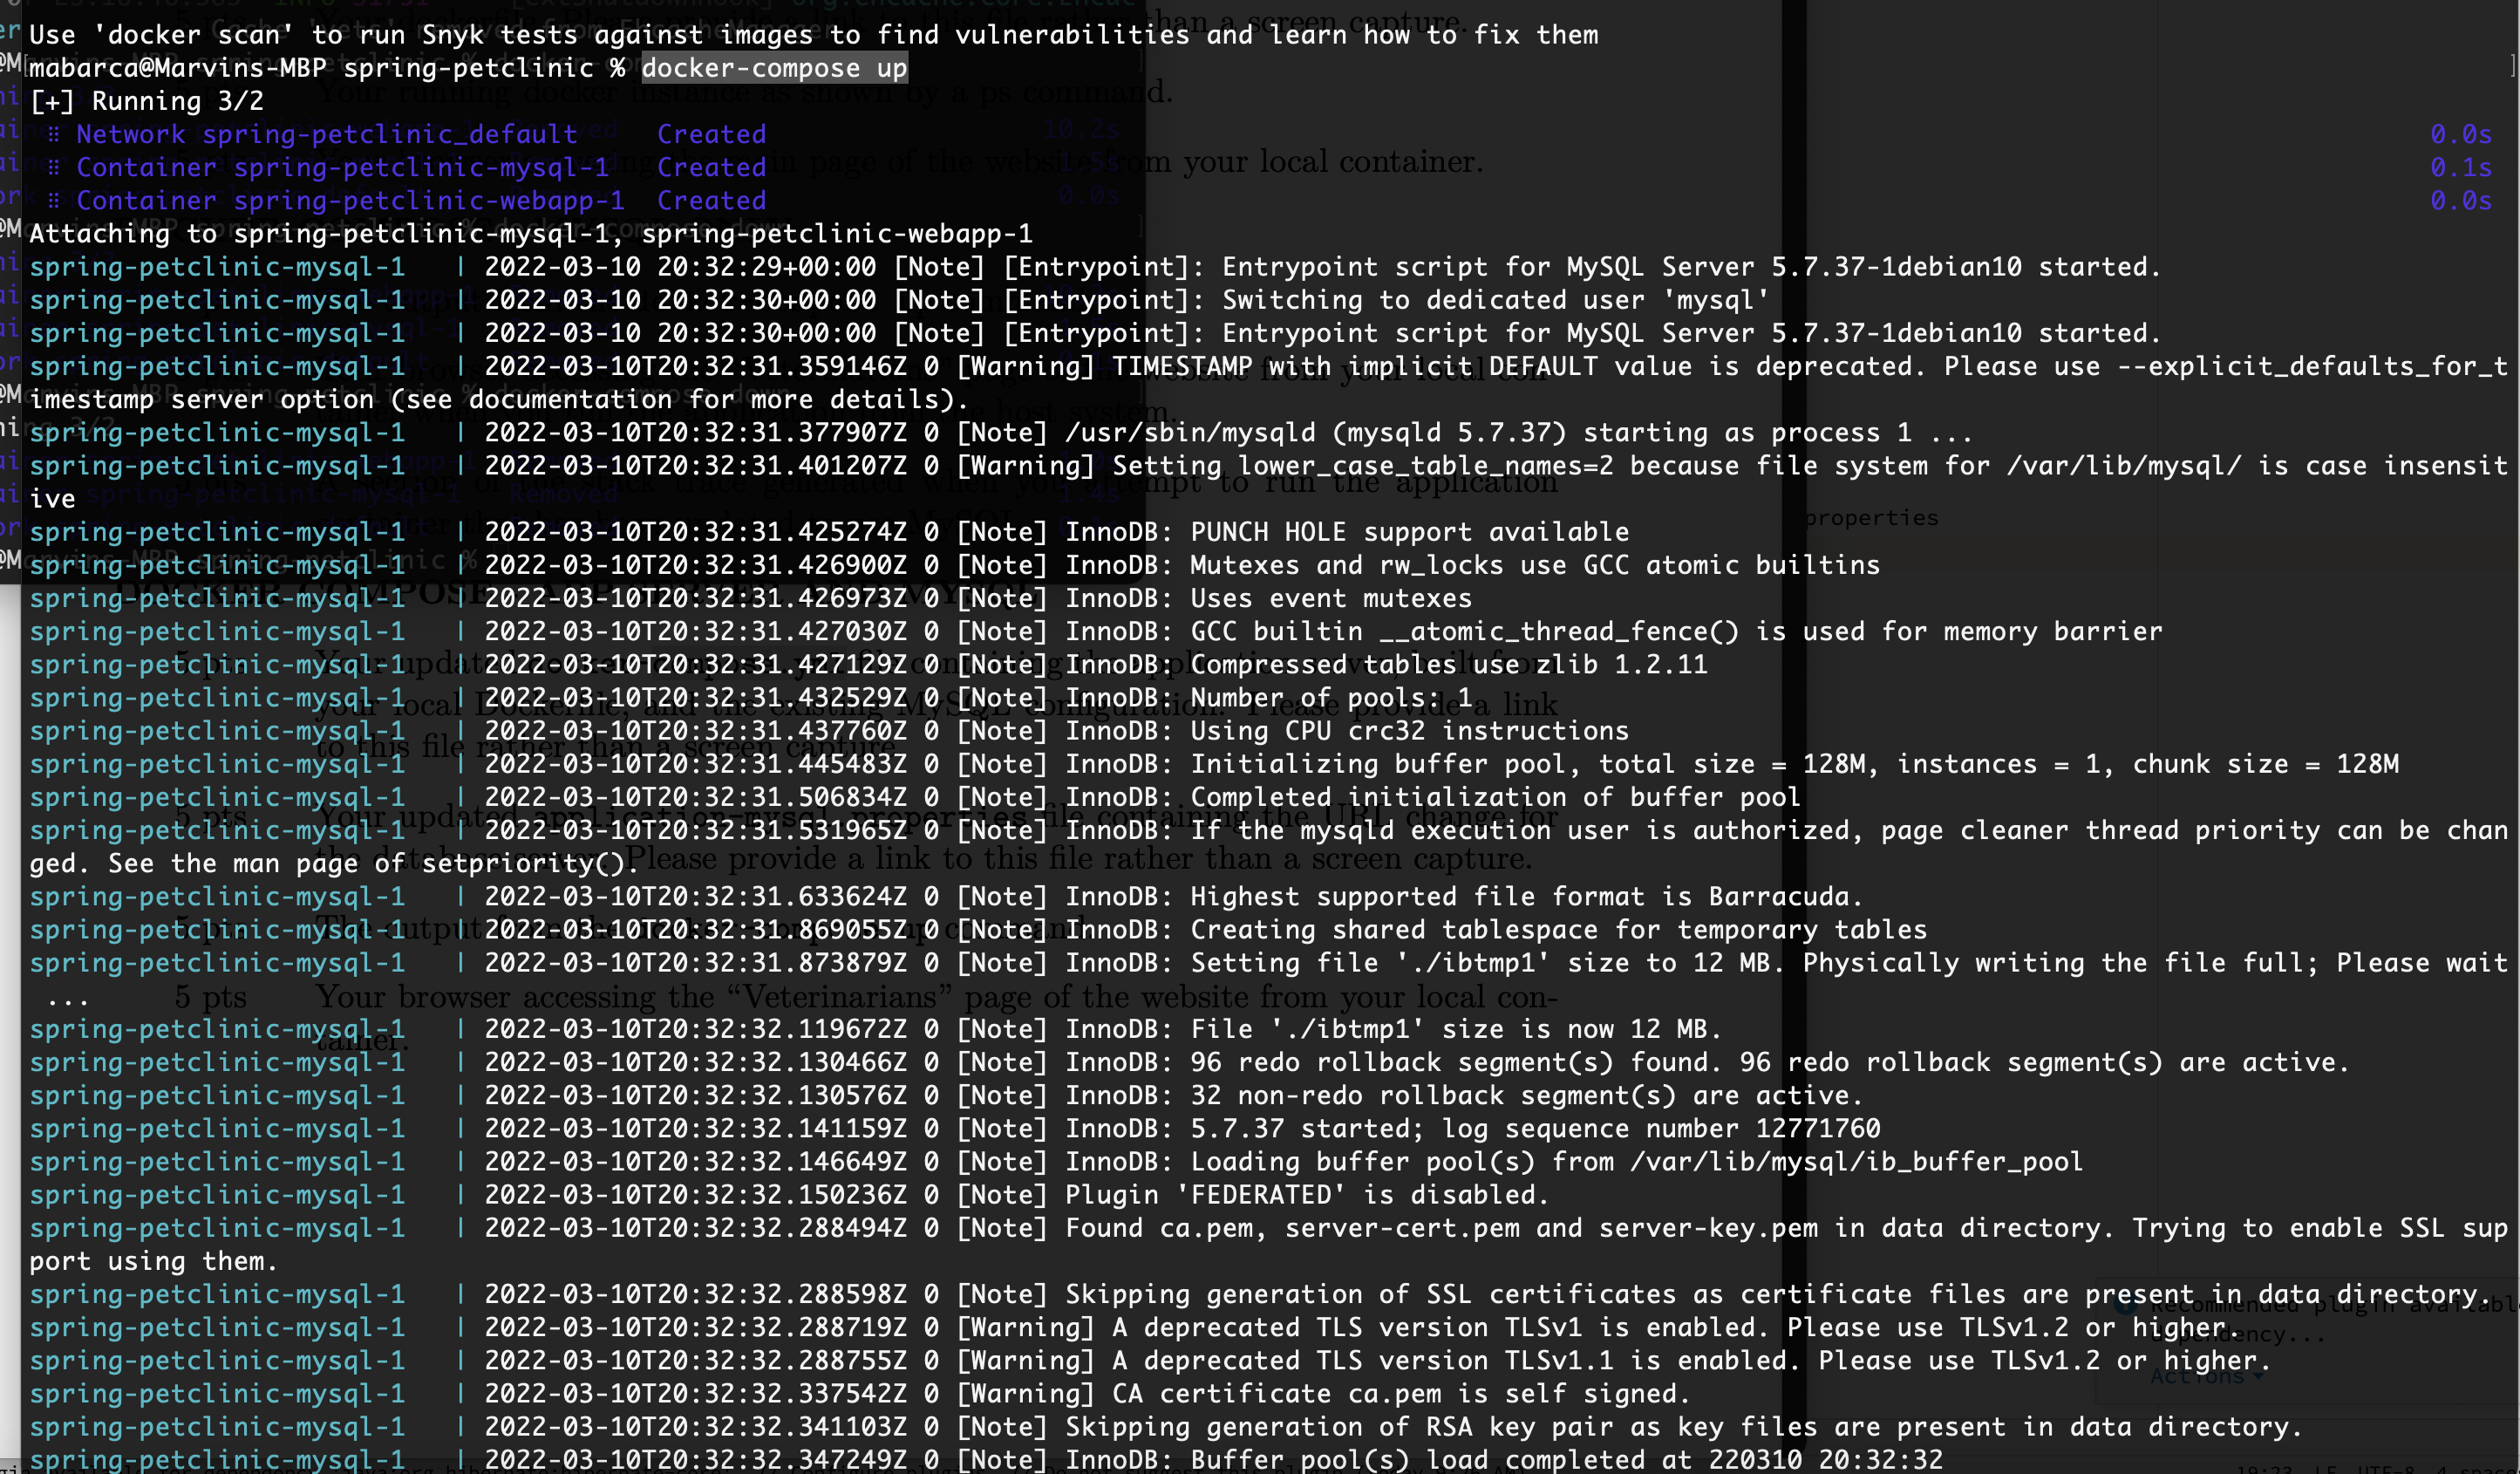 Use 'docker scan' to run Snyk tests against images to find vulnerabilities and learn how to fix them
mabarca@Marvins-MBP spring-petclinic % docker-compose up
[+] Running 3/2
⠿ Network spring-petclinic_default Created 0.0s
⠿ Container spring-petclinic-mysql-1 Created 0.1s
⠿ Container spring-petclinic-webapp-1 Created 0.0s
Attaching to spring-petclinic-mysql-1, spring-petclinic-webapp-1
spring-petclinic-mysql-1 | 2022-03-10 20:32:29+00:00 [Note] [Entrypoint]: Entrypoint script for MySQL Server 5.7.37-1debian10 started.
spring-petclinic-mysql-1 | 2022-03-10 20:32:30+00:00 [Note] [Entrypoint]: Switching to dedicated user 'mysql'
spring-petclinic-mysql-1 | 2022-03-10 20:32:30+00:00 [Note] [Entrypoint]: Entrypoint script for MySQL Server 5.7.37-1debian10 started.
spring-petclinic-mysql-1 | 2022-03-10T20:32:31.359146Z 0 [Warning] TIMESTAMP with implicit DEFAULT value is deprecated. Please use --explicit_defaults_for_t
imestamp server option (see documentation for more details).
spring-petclinic-mysql-1 | 2022-03-10T20:32:31.377907Z 0 [Note] /usr/sbin/mysqld (mysqld 5.7.37) starting as process 1 ...
spring-petclinic-mysql-1 | 2022-03-10T20:32:31.401207Z 0 [Warning] Setting lower_case_table_names=2 because file system for /var/lib/mysql/ is case insensit
ive
spring-petclinic-mysql-1 | 2022-03-10T20:32:31.425274Z 0 [Note] InnoDB: PUNCH HOLE support available
spring-petclinic-mysql-1 | 2022-03-10T20:32:31.426900Z 0 [Note] InnoDB: Mutexes and rw_locks use GCC atomic builtins
spring-petclinic-mysql-1 | 2022-03-10T20:32:31.426973Z 0 [Note] InnoDB: Uses event mutexes
spring-petclinic-mysql-1 | 2022-03-10T20:32:31.427030Z 0 [Note] InnoDB: GCC builtin __atomic_thread_fence() is used for memory barrier
spring-petclinic-mysql-1 | 2022-03-10T20:32:31.427129Z 0 [Note] InnoDB: Compressed tables use zlib 1.2.11
spring-petclinic-mysql-1 | 2022-03-10T20:32:31.432529Z 0 [Note] InnoDB: Number of pools: 1
spring-petclinic-mysql-1 | 2022-03-10T20:32:31.437760Z 0 [Note] InnoDB: Using CPU crc32 instructions
spring-petclinic-mysql-1 | 2022-03-10T20:32:31.445483Z 0 [Note] InnoDB: Initializing buffer pool, total size = 128M, instances = 1, chunk size = 128M
spring-petclinic-mysql-1 | 2022-03-10T20:32:31.506834Z 0 [Note] InnoDB: Completed initialization of buffer pool
spring-petclinic-mysql-1 | 2022-03-10T20:32:31.531965Z 0 [Note] InnoDB: If the mysqld execution user is authorized, page cleaner thread priority can be chan
ged. See the man page of setpriority().
spring-petclinic-mysql-1 | 2022-03-10T20:32:31.633624Z 0 [Note] InnoDB: Highest supported file format is Barracuda.
spring-petclinic-mysql-1 | 2022-03-10T20:32:31.869055Z 0 [Note] InnoDB: Creating shared tablespace for temporary tables
spring-petclinic-mysql-1 | 2022-03-10T20:32:31.873879Z 0 [Note] InnoDB: Setting file './ibtmp1' size to 12 MB. Physically writing the file full; Please wait
...
spring-petclinic-mysql-1 | 2022-03-10T20:32:32.119672Z 0 [Note] InnoDB: File './ibtmp1' size is now 12 MB.
spring-petclinic-mysql-1 | 2022-03-10T20:32:32.130466Z 0 [Note] InnoDB: 96 redo rollback segment(s) found. 96 redo rollback segment(s) are active.
spring-petclinic-mysql-1 | 2022-03-10T20:32:32.130576Z 0 [Note] InnoDB: 32 non-redo rollback segment(s) are active.
spring-petclinic-mysql-1 | 2022-03-10T20:32:32.141159Z 0 [Note] InnoDB: 5.7.37 started; log sequence number 12771760
spring-petclinic-mysql-1 | 2022-03-10T20:32:32.146649Z 0 [Note] InnoDB: Loading buffer pool(s) from /var/lib/mysql/ib_buffer_pool
spring-petclinic-mysql-1 | 2022-03-10T20:32:32.150236Z 0 [Note] Plugin 'FEDERATED' is disabled.
spring-petclinic-mysql-1 | 2022-03-10T20:32:32.288494Z 0 [Note] Found ca.pem, server-cert.pem and server-key.pem in data directory. Trying to enable SSL sup
port using them.
spring-petclinic-mysql-1 | 2022-03-10T20:32:32.288598Z 0 [Note] Skipping generation of SSL certificates as certificate files are present in data directory.
spring-petclinic-mysql-1 | 2022-03-10T20:32:32.288719Z 0 [Warning] A deprecated TLS version TLSv1 is enabled. Please use TLSv1.2 or higher.
spring-petclinic-mysql-1 | 2022-03-10T20:32:32.288755Z 0 [Warning] A deprecated TLS version TLSv1.1 is enabled. Please use TLSv1.2 or higher.
spring-petclinic-mysql-1 | 2022-03-10T20:32:32.337542Z 0 [Warning] CA certificate ca.pem is self signed.
spring-petclinic-mysql-1 | 2022-03-10T20:32:32.341103Z 0 [Note] Skipping generation of RSA key pair as key files are present in data directory.
spring-petclinic-mysql-1 | 2022-03-10T20:32:32.347249Z 0 [Note] InnoDB: Buffer pool(s) load completed at 220310 20:32:32